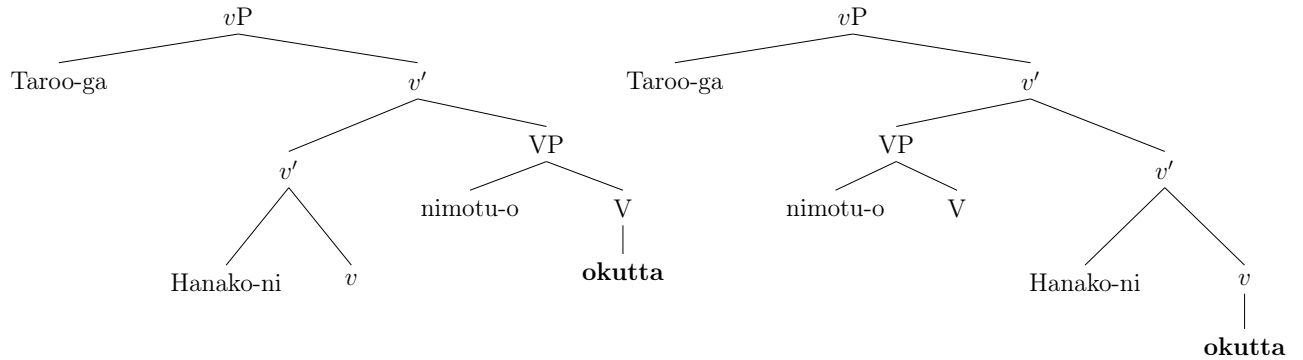 vP vP
Taroo-ga v′ Taroo-ga v′
v′ VP VP v′
nimotu-o V nimotu-o V
Hanako-ni v okutta Hanako-ni v
okutta